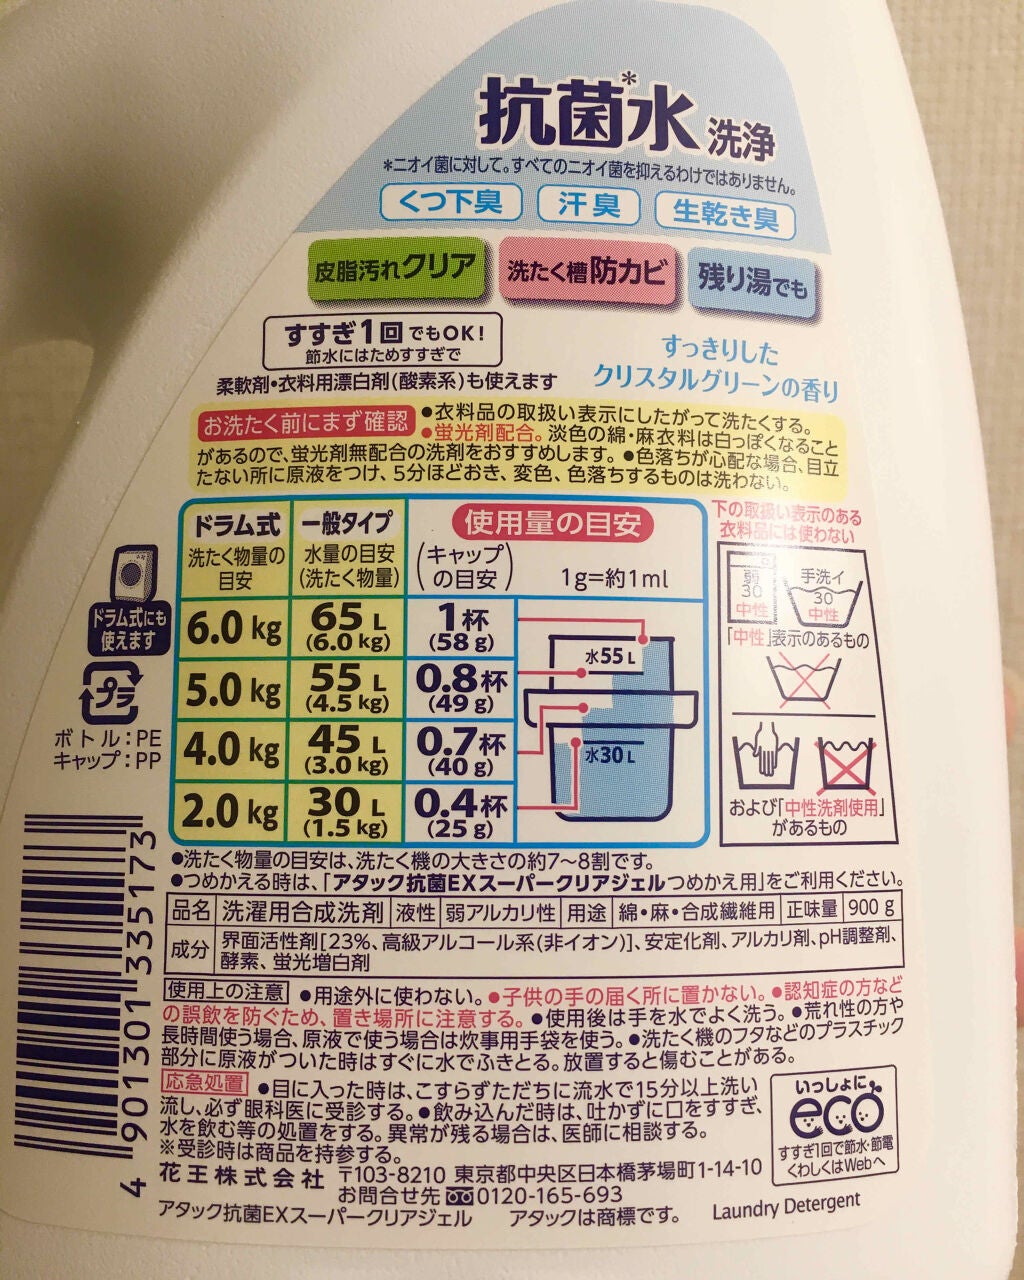 抗菌水*洗浄
*ニオイ菌に対して。すべてのニオイ菌を抑えるわけではありません。
くつ下臭 汗臭 生乾き臭
皮脂汚れクリア 洗たく槽防カビ 残り湯でも
すすぎ1回でもOK!
節水にはためすすぎで
柔軟剤・衣料用漂白剤(酸素系)も使えます
すっきりした
クリスタルグリーンの香り
お洗たく前にまず確認 ●衣料品の取扱い表示にしたがって洗たくする。
●蛍光剤配合。淡色の綿・麻衣料は白っぽくなること
があるので、蛍光剤無配合の洗剤をおすすめします。●色落ちが心配な場合、目立
たない所に原液をつけ、5分ほどおき、変色、色落ちするものは洗わない。
ドラム式 一般タイプ 使用量の目安
洗たく物量の目安 水量の目安(洗たく物量) (キャップの目安) 1g=約1ml
6.0kg 65L(6.0kg) 1杯(58g)
5.0kg 55L(4.5kg) 0.8杯(49g)
4.0kg 45L(3.0kg) 0.7杯(40g)
2.0kg 30L(1.5kg) 0.4杯(25g)
水55L
水30L
ドラム式にも
使えます
プラ
ボトル:PE
キャップ:PP
下の取扱い表示のある
衣料品には使わない
弱
30
中性
手洗イ
30
中性
「中性」表示のあるもの
および「中性洗剤使用」
があるもの
●洗たく物量の目安は、洗たく機の大きさの約7〜8割です。
●つめかえる時は、「アタック抗菌EXスーパークリアジェルつめかえ用」をご利用ください。
品名 洗濯用合成洗剤 液性 弱アルカリ性 用途 綿・麻・合成繊維用 正味量 900g
成分 界面活性剤[23%、高級アルコール系(非イオン)]、安定化剤、アルカリ剤、pH調整剤、
酵素、蛍光増白剤
使用上の注意 ●用途外に使わない。●子供の手の届く所に置かない。●認知症の方など
の誤飲を防ぐため、置き場所に注意する。●使用後は手を水でよく洗う。●荒れ性の方や
長時間使う場合、原液で使う場合は炊事用手袋を使う。●洗たく機のフタなどのプラスチック
部分に原液がついた時はすぐに水でふきとる。放置すると傷むことがある。
応急処置 ●目に入った時は、こすらずただちに流水で15分以上洗い
流し、必ず眼科医に受診する。●飲み込んだ時は、吐かずに口をすすぎ、
水を飲む等の処置をする。異常が残る場合は、医師に相談する。
※受診時は商品を持参する。
いっしょに
eco
すすぎ1回で節水・節電
くわしくはWebへ
花王株式会社 〒103-8210 東京都中央区日本橋茅場町1-14-10
お問合せ先 0120-165-693
アタック抗菌EXスーパークリアジェル アタックは商標です。 Laundry Detergent
4 901301 335173